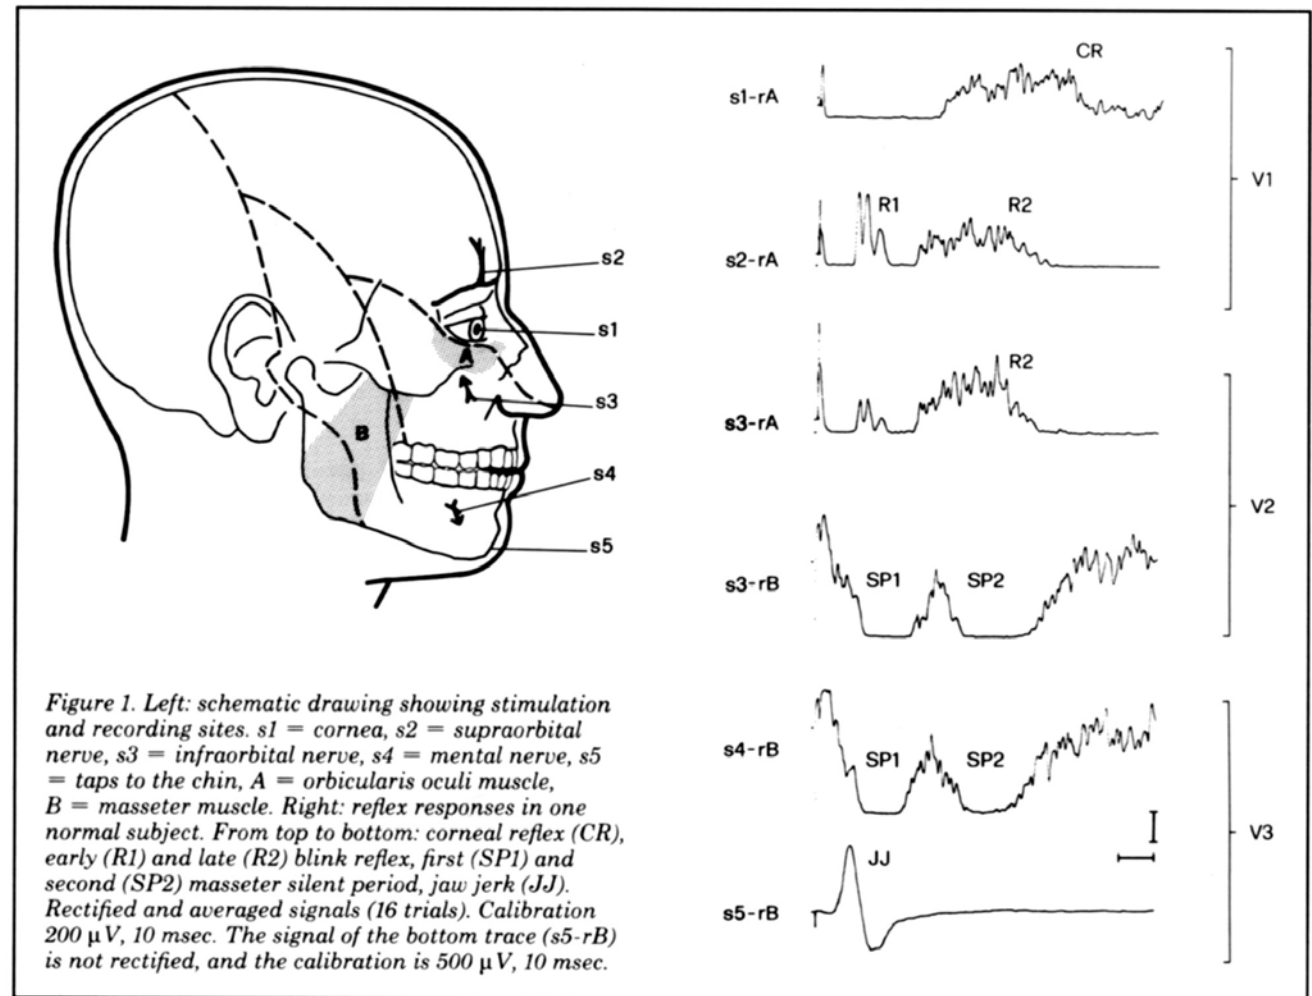 s2
s1
A
s3
B
s4
s5
Figure 1. Left: schematic drawing showing stimulation
and recording sites. s1 = cornea, s2 = supraorbital
nerve, s3 = infraorbital nerve, s4 = mental nerve, s5
= taps to the chin, A = orbicularis oculi muscle,
B = masseter muscle. Right: reflex responses in one
normal subject. From top to bottom: corneal reflex (CR),
early (R1) and late (R2) blink reflex, first (SP1) and
second (SP2) masseter silent period, jaw jerk (JJ).
Rectified and averaged signals (16 trials). Calibration
200 μV, 10 msec. The signal of the bottom trace (s5-rB)
is not rectified, and the calibration is 500 μV, 10 msec.
CR
s1-rA
V1
R1 R2
s2-rA
R2
s3-rA
V2
SP1 SP2
s3-rB
s4-rB
SP1 SP2
V3
JJ
s5-rB